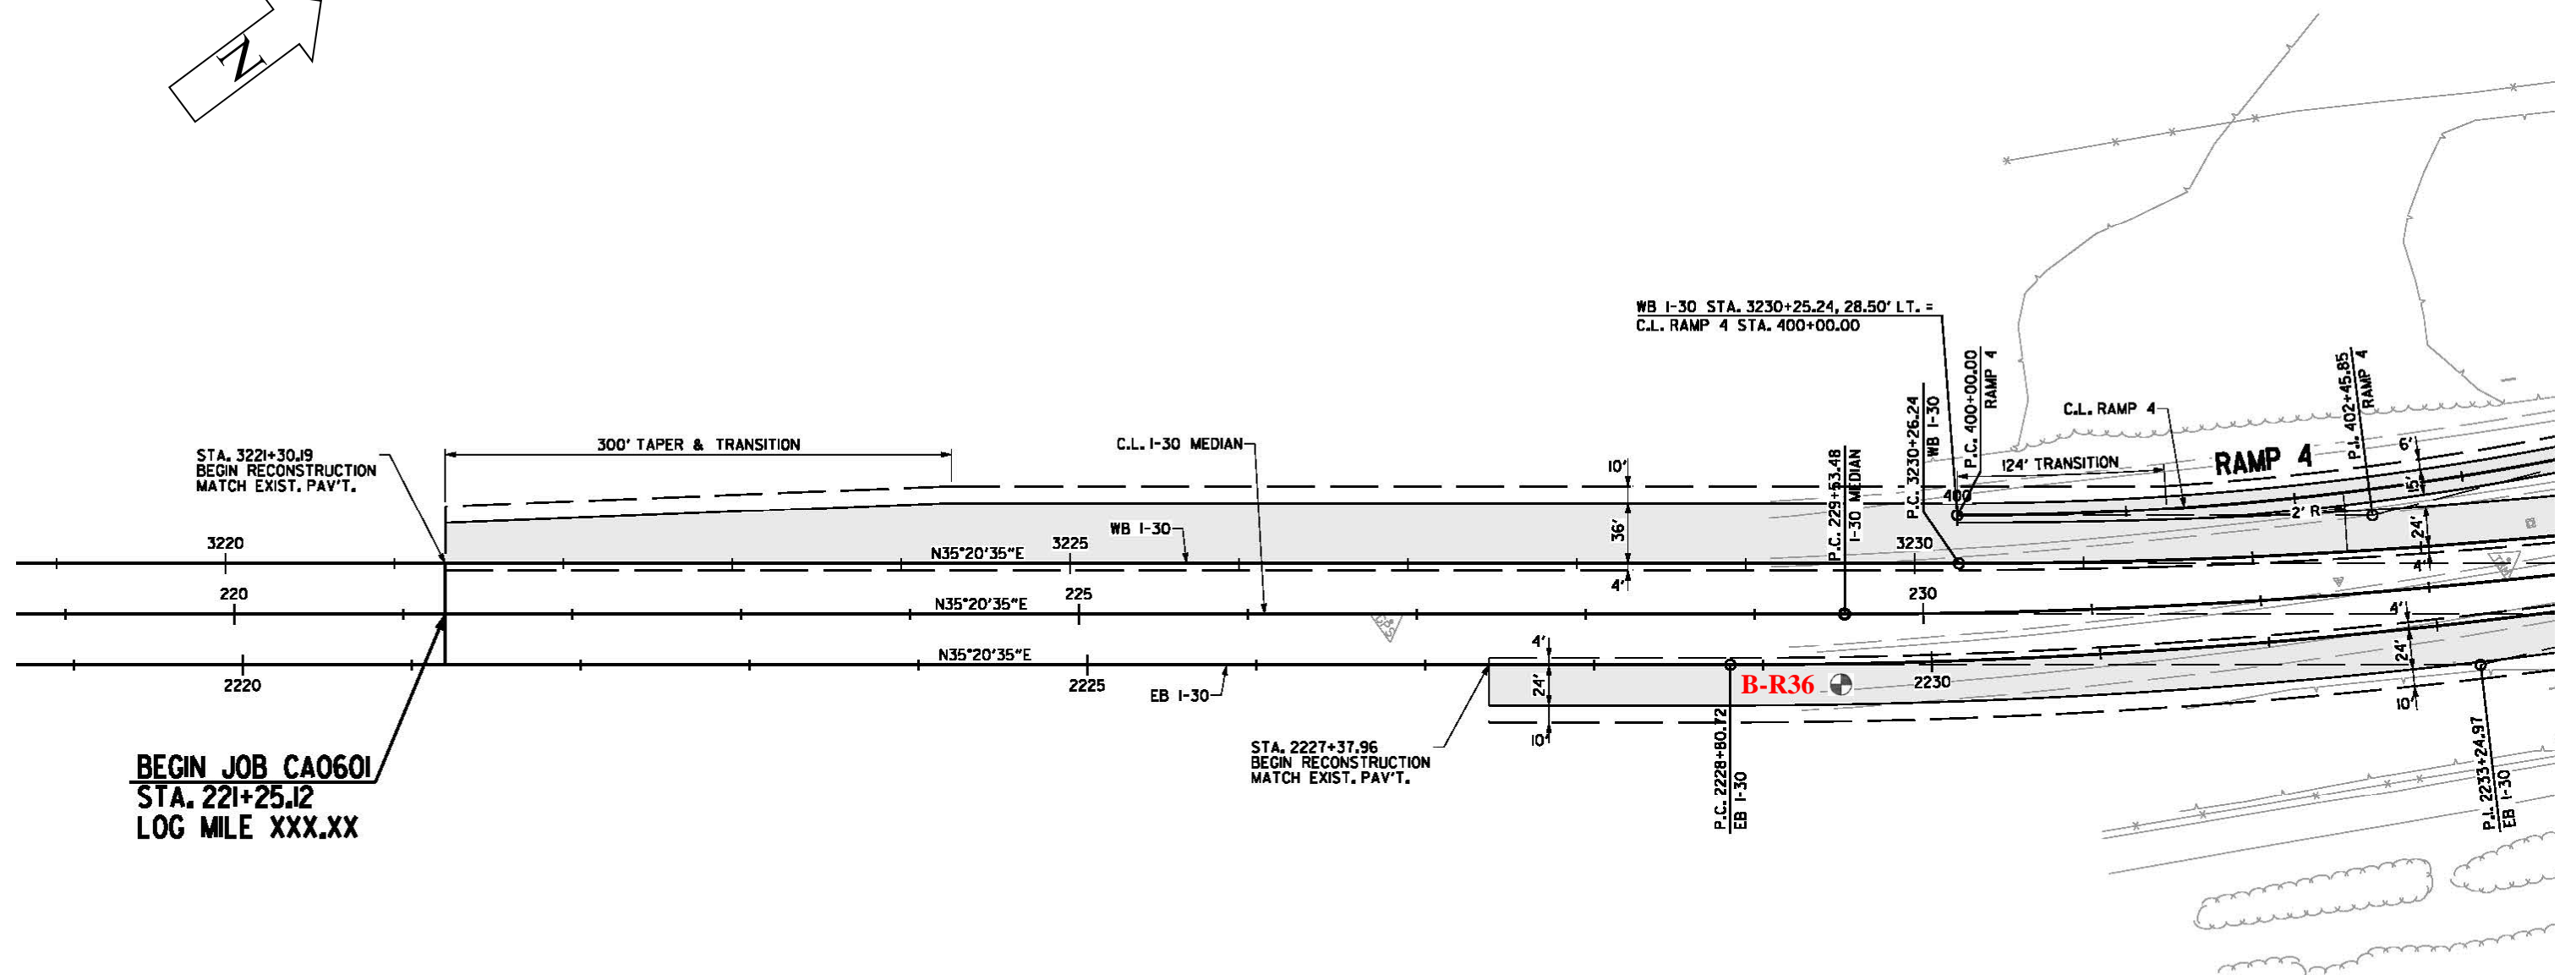 N
WB I-30 STA. 3230+25.24, 28.50' LT. =
C.L. RAMP 4 STA. 400+00.00
P.C. 3230+26.24
WB I-30
P.C. 400+00.00
RAMP 4
P.I. 402+45.85
RAMP 4
C.L. RAMP 4
124' TRANSITION
RAMP 4
6'
15'
2' R
24'
4'
400
STA. 3221+30.19
BEGIN RECONSTRUCTION
MATCH EXIST. PAV'T.
300' TAPER & TRANSITION
C.L. I-30 MEDIAN
10'
36'
4'
P.C. 229+53.48
I-30 MEDIAN
WB I-30
3220
N35°20'35"E
3225
3230
220
N35°20'35"E
225
230
N35°20'35"E
2220
2225
EB I-30
4'
24'
10'
B-R36
2230
4'
24'
10'
STA. 2227+37.96
BEGIN RECONSTRUCTION
MATCH EXIST. PAV'T.
P.C. 2228+80.72
EB I-30
P.I. 2233+24.97
EB I-30
BEGIN JOB CA0601
STA. 221+25.12
LOG MILE XXX.XX